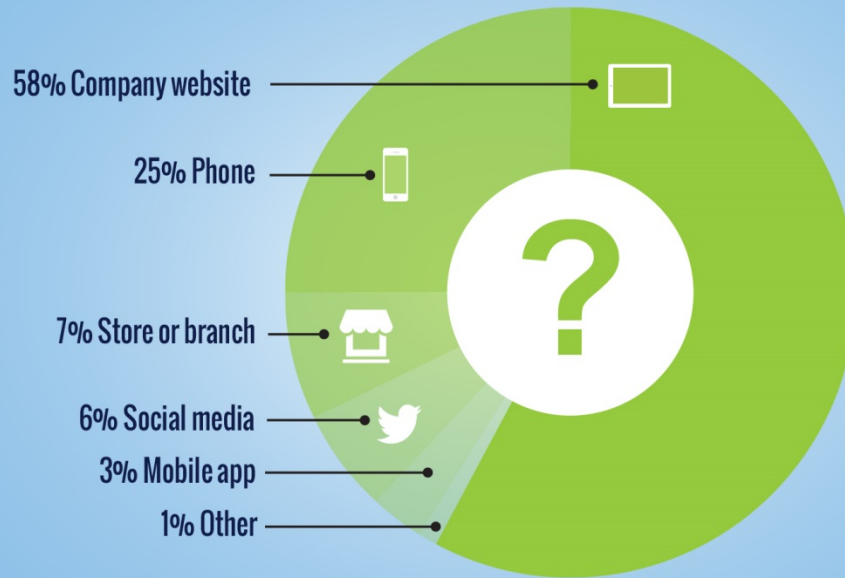 58% Company website
25% Phone
7% Store or branch
6% Social media
3% Mobile app
1% Other
?